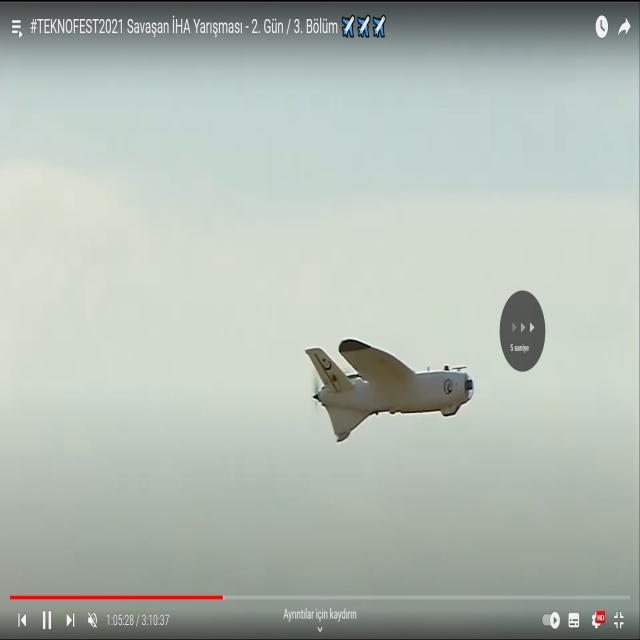 #TEKNOFEST2021 Savaşan İHA Yarışması - 2. Gün / 3. Bölüm ✈✈✈
5 saniye
1:05:28 / 3:10:37
Ayrıntılar için kaydırın
HD